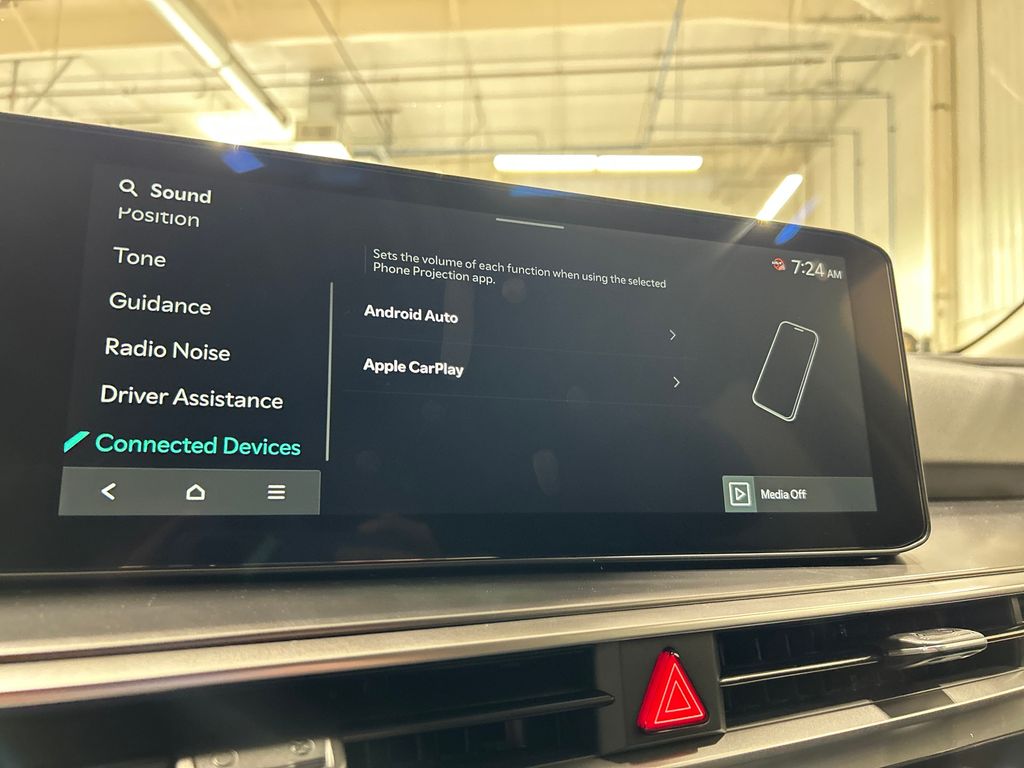 Sound
Position
Tone
Guidance
Radio Noise
Driver Assistance
Connected Devices
Sets the volume of each function when using the selected
Phone Projection app.
Android Auto
Apple CarPlay
7:24 AM
Media Off